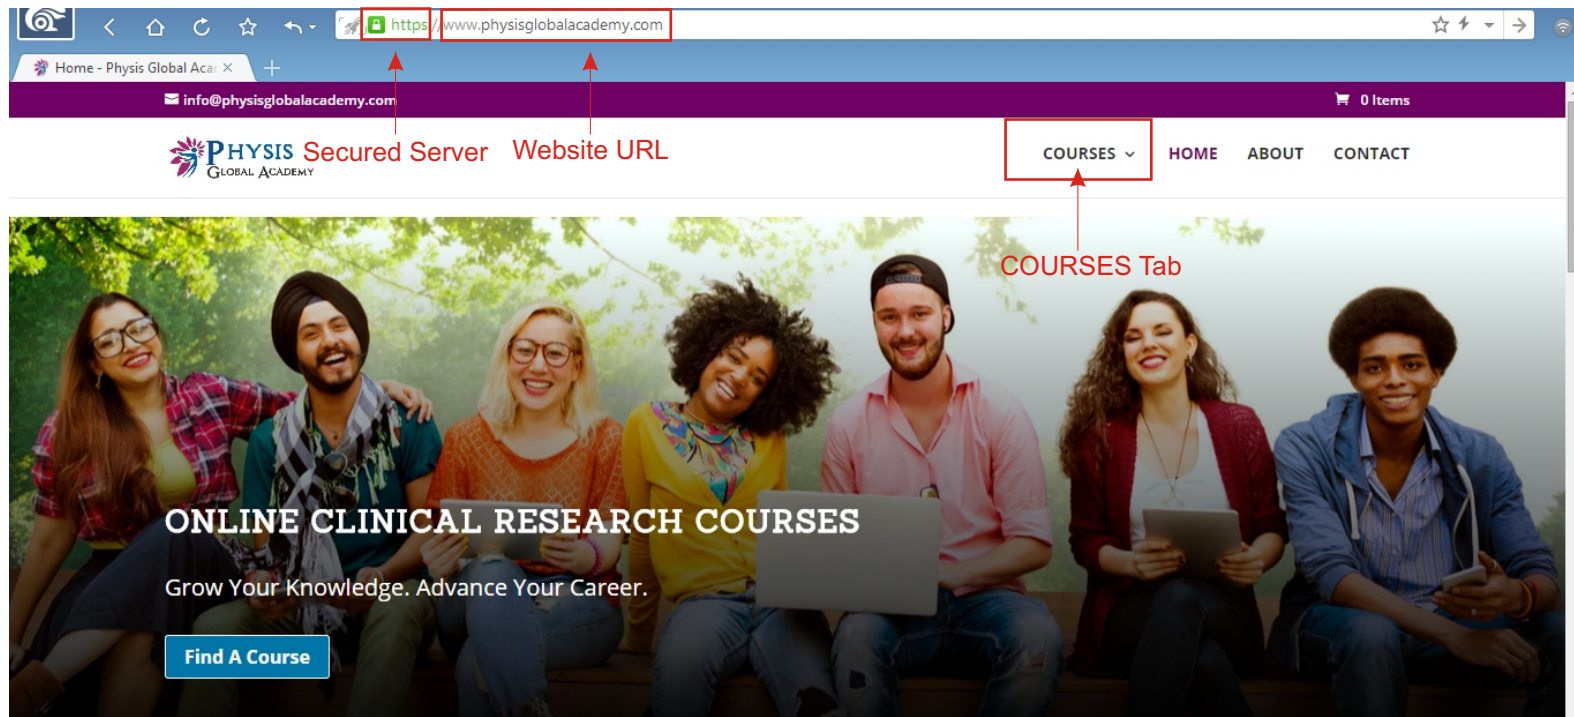 https://www.physisglobalacademy.com
Home - Physis Global Aca
info@physisglobalacademy.com
0 Items
PHYSIS
GLOBAL ACADEMY
Secured Server
Website URL
COURSES
HOME
ABOUT
CONTACT
COURSES Tab
ONLINE CLINICAL RESEARCH COURSES
Grow Your Knowledge. Advance Your Career.
Find A Course